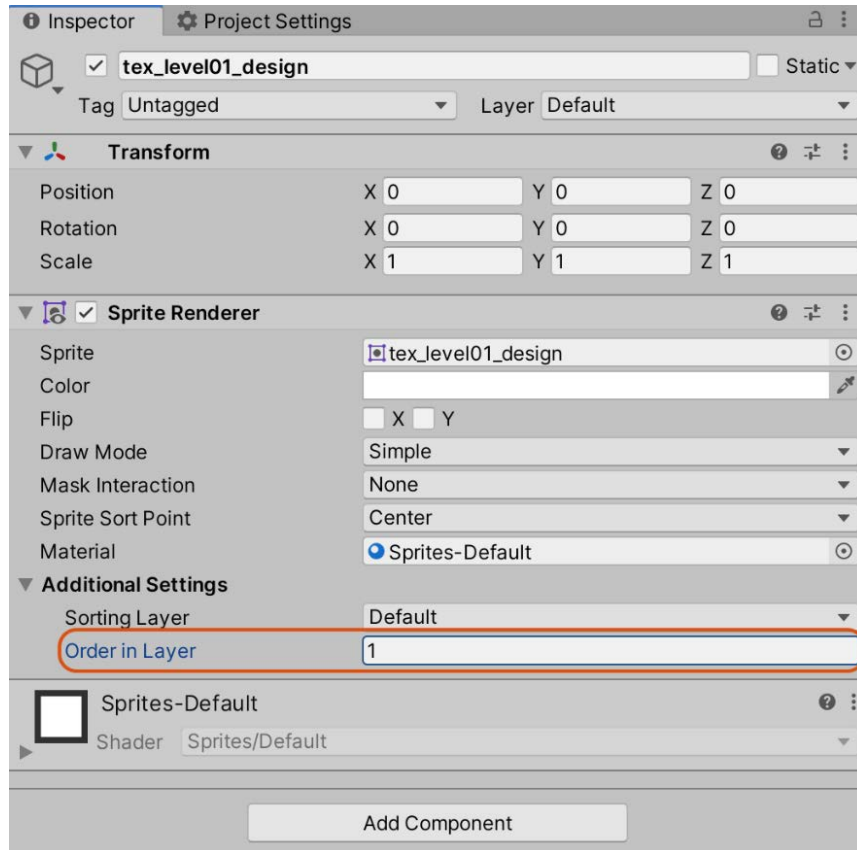 Inspector Project Settings
tex_level01_design Static
Tag Untagged Layer Default
Transform
Position X 0 Y 0 Z 0
Rotation X 0 Y 0 Z 0
Scale X 1 Y 1 Z 1
Sprite Renderer
Sprite tex_level01_design
Color
Flip X Y
Draw Mode Simple
Mask Interaction None
Sprite Sort Point Center
Material Sprites-Default
Additional Settings
Sorting Layer Default
Order in Layer 1
Sprites-Default
Shader Sprites/Default
Add Component